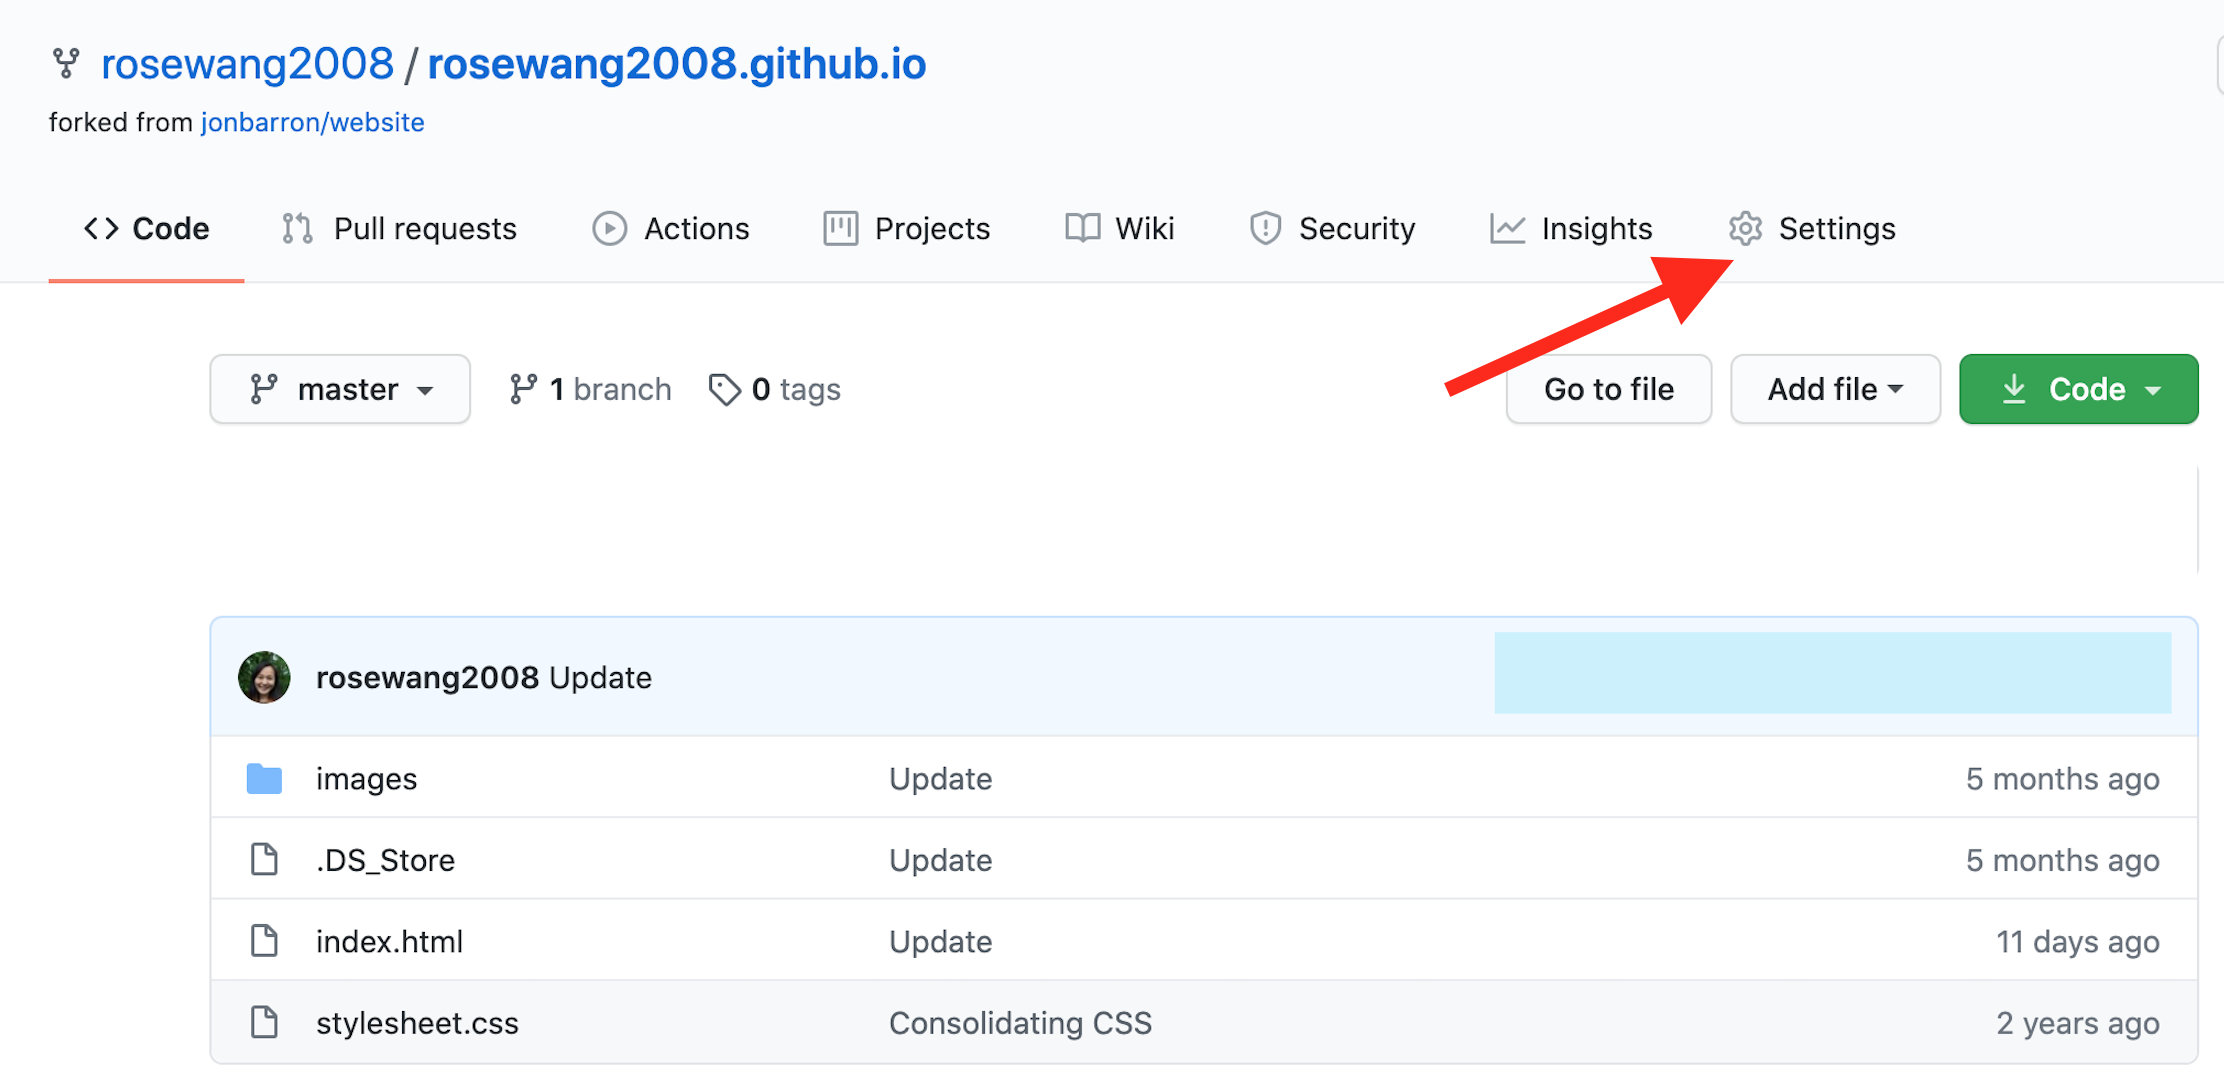 rosewang2008 / rosewang2008.github.io
forked from jonbarron/website
Code Pull requests Actions Projects Wiki Security Insights Settings
master 1 branch 0 tags Go to file Add file Code
rosewang2008 Update
images Update 5 months ago
.DS_Store Update 5 months ago
index.html Update 11 days ago
stylesheet.css Consolidating CSS 2 years ago